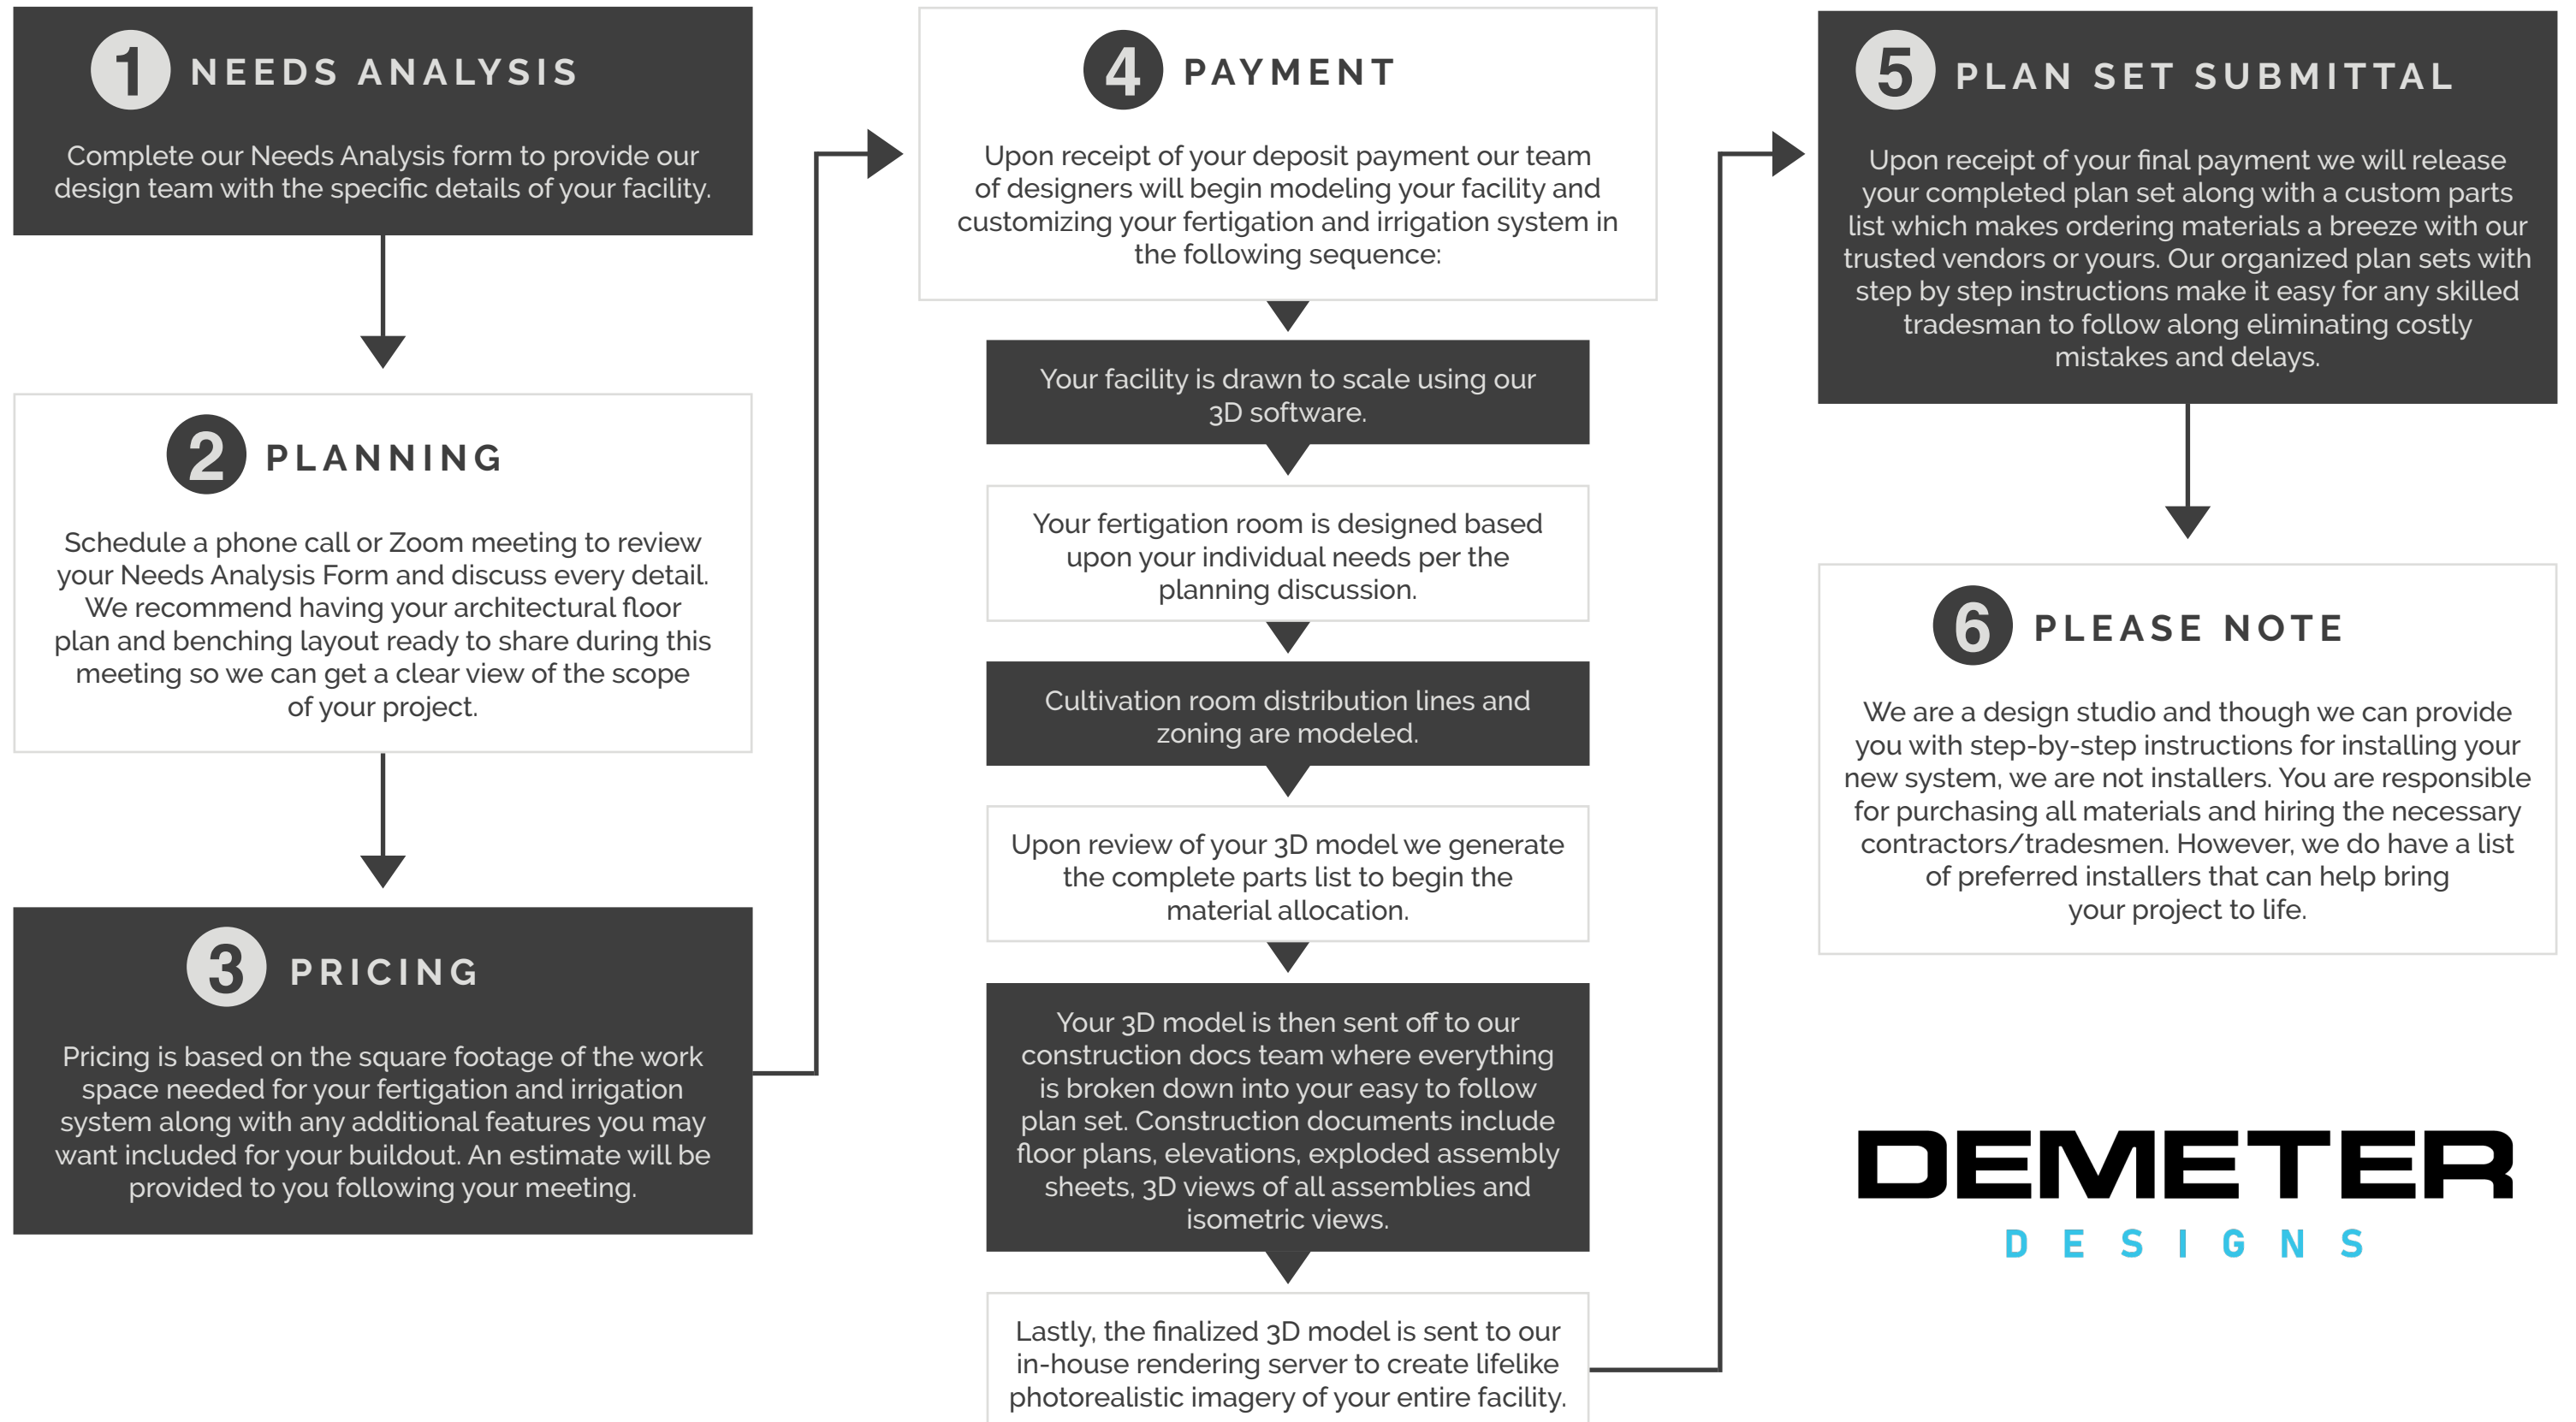 1 NEEDS ANALYSIS
Complete our Needs Analysis form to provide our
design team with the specific details of your facility.
2 PLANNING
Schedule a phone call or Zoom meeting to review
your Needs Analysis Form and discuss every detail.
We recommend having your architectural floor
plan and benching layout ready to share during this
meeting so we can get a clear view of the scope
of your project.
3 PRICING
Pricing is based on the square footage of the work
space needed for your fertigation and irrigation
system along with any additional features you may
want included for your buildout. An estimate will be
provided to you following your meeting.
4 PAYMENT
Upon receipt of your deposit payment our team
of designers will begin modeling your facility and
customizing your fertigation and irrigation system in
the following sequence:
Your facility is drawn to scale using our
3D software.
Your fertigation room is designed based
upon your individual needs per the
planning discussion.
Cultivation room distribution lines and
zoning are modeled.
Upon review of your 3D model we generate
the complete parts list to begin the
material allocation.
Your 3D model is then sent off to our
construction docs team where everything
is broken down into your easy to follow
plan set. Construction documents include
floor plans, elevations, exploded assembly
sheets, 3D views of all assemblies and
isometric views.
Lastly, the finalized 3D model is sent to our
in-house rendering server to create lifelike
photorealistic imagery of your entire facility.
5 PLAN SET SUBMITTAL
Upon receipt of your final payment we will release
your completed plan set along with a custom parts
list which makes ordering materials a breeze with our
trusted vendors or yours. Our organized plan sets with
step by step instructions make it easy for any skilled
tradesman to follow along eliminating costly
mistakes and delays.
6 PLEASE NOTE
We are a design studio and though we can provide
you with step-by-step instructions for installing your
new system, we are not installers. You are responsible
for purchasing all materials and hiring the necessary
contractors/tradesmen. However, we do have a list
of preferred installers that can help bring
your project to life.
DEMETER
DESIGNS